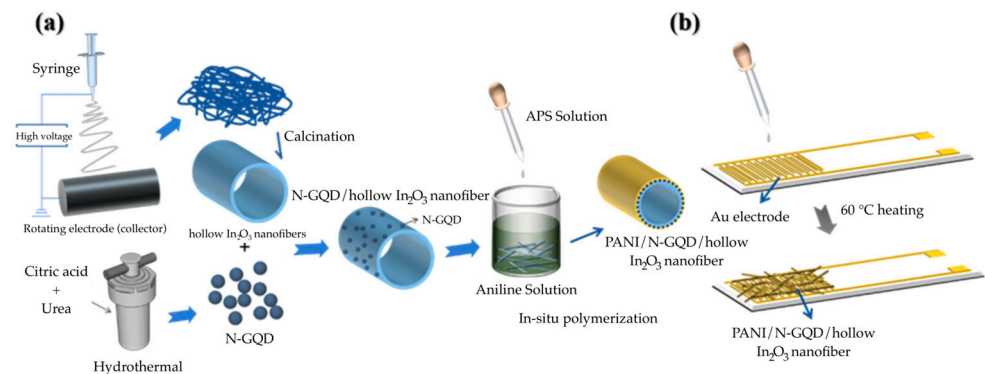 (a)
Syringe
High voltage
Rotating electrode (collector)
Calcination
hollow In₂O₃ nanofibers
+
Citric acid
+
Urea
Hydrothermal
N-GQD
N-GQD/hollow In₂O₃ nanofiber
N-GQD
APS Solution
Aniline Solution
In-situ polymerization
PANI/N-GQD/hollow
In₂O₃ nanofiber
(b)
Au electrode
60 °C heating
PANI/N-GQD/hollow
In₂O₃ nanofiber